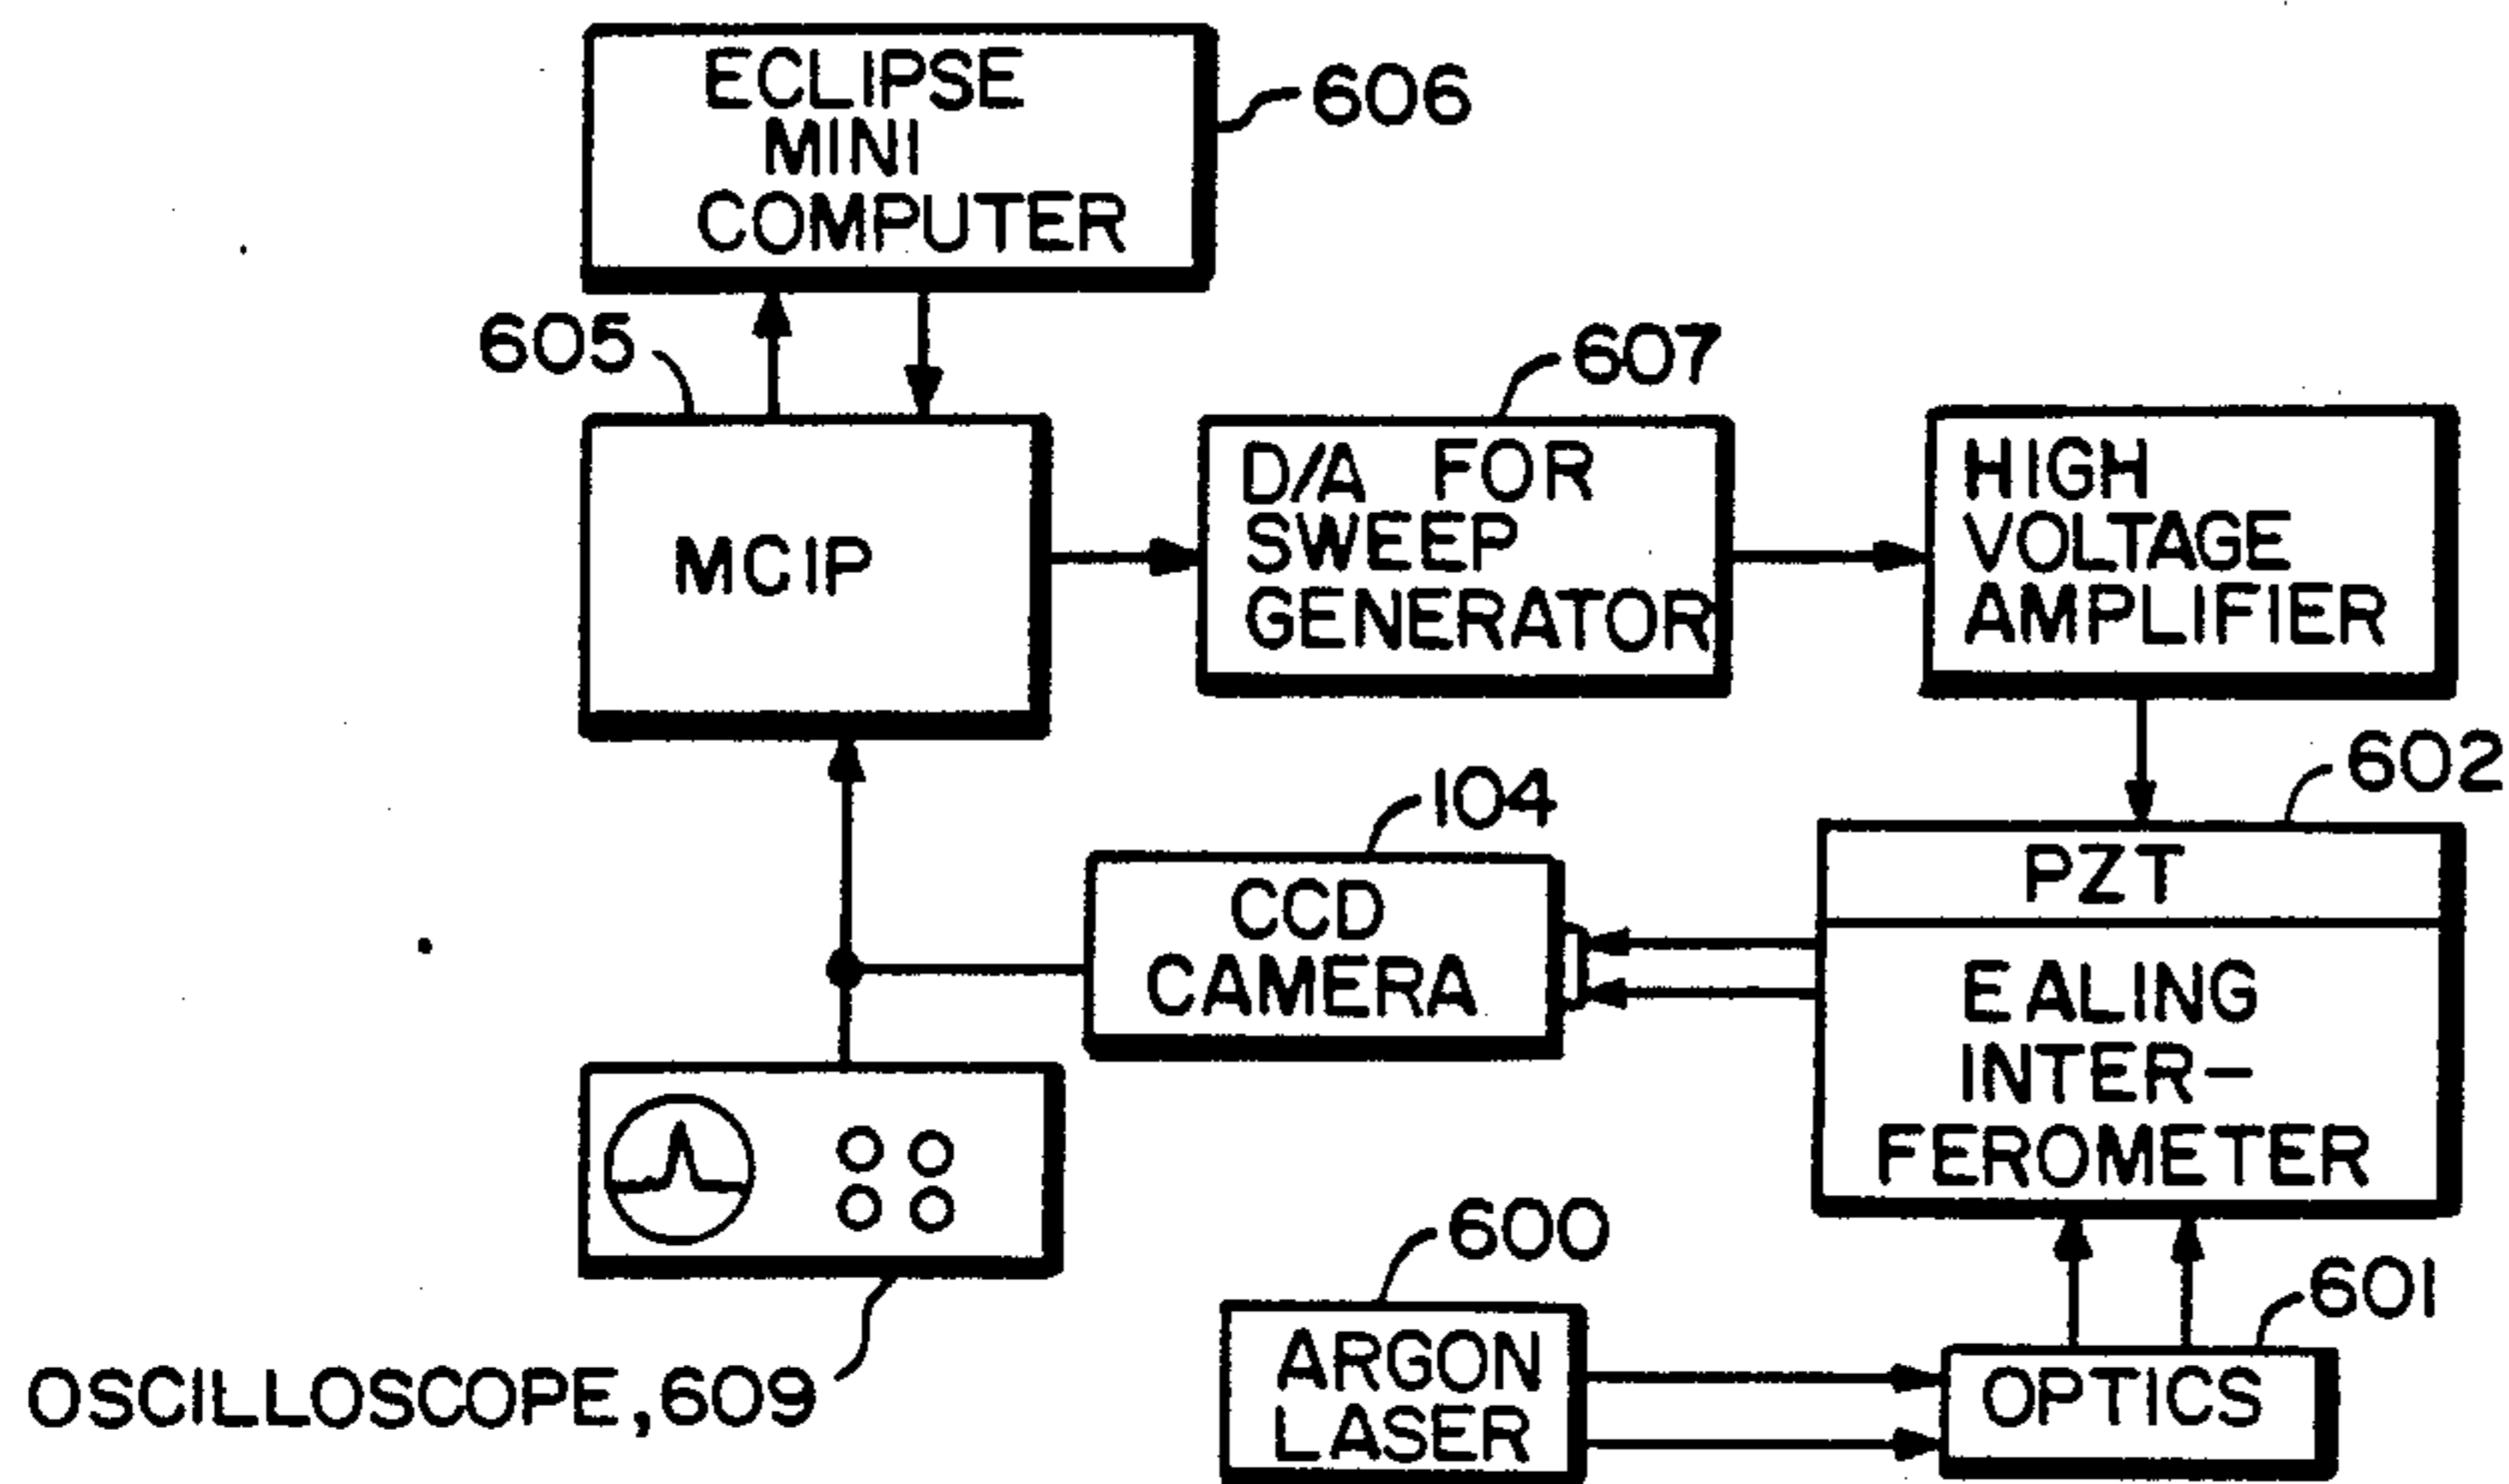 ECLIPSE
MINI
COMPUTER
606
605
607
MCIP
D/A FOR
SWEEP
GENERATOR
HIGH
VOLTAGE
AMPLIFIER
602
104
PZT
CCD
CAMERA
EALING
INTER-
FEROMETER
600
601
OSCILLOSCOPE, 609
ARGON
LASER
OPTICS